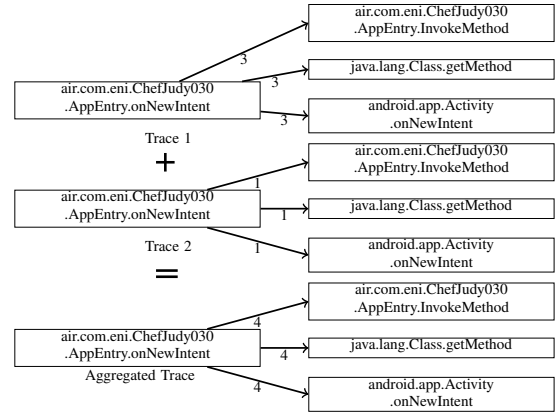 air.com.eni.ChefJudy030
.AppEntry.InvokeMethod
3
java.lang.Class.getMethod
3
air.com.eni.ChefJudy030
.AppEntry.onNewIntent
android.app.Activity
.onNewIntent
3
Trace 1
+
air.com.eni.ChefJudy030
.AppEntry.InvokeMethod
1
air.com.eni.ChefJudy030
.AppEntry.onNewIntent
java.lang.Class.getMethod
1
Trace 2
1
android.app.Activity
.onNewIntent
=
air.com.eni.ChefJudy030
.AppEntry.InvokeMethod
4
air.com.eni.ChefJudy030
.AppEntry.onNewIntent
java.lang.Class.getMethod
4
Aggregated Trace
4
android.app.Activity
.onNewIntent